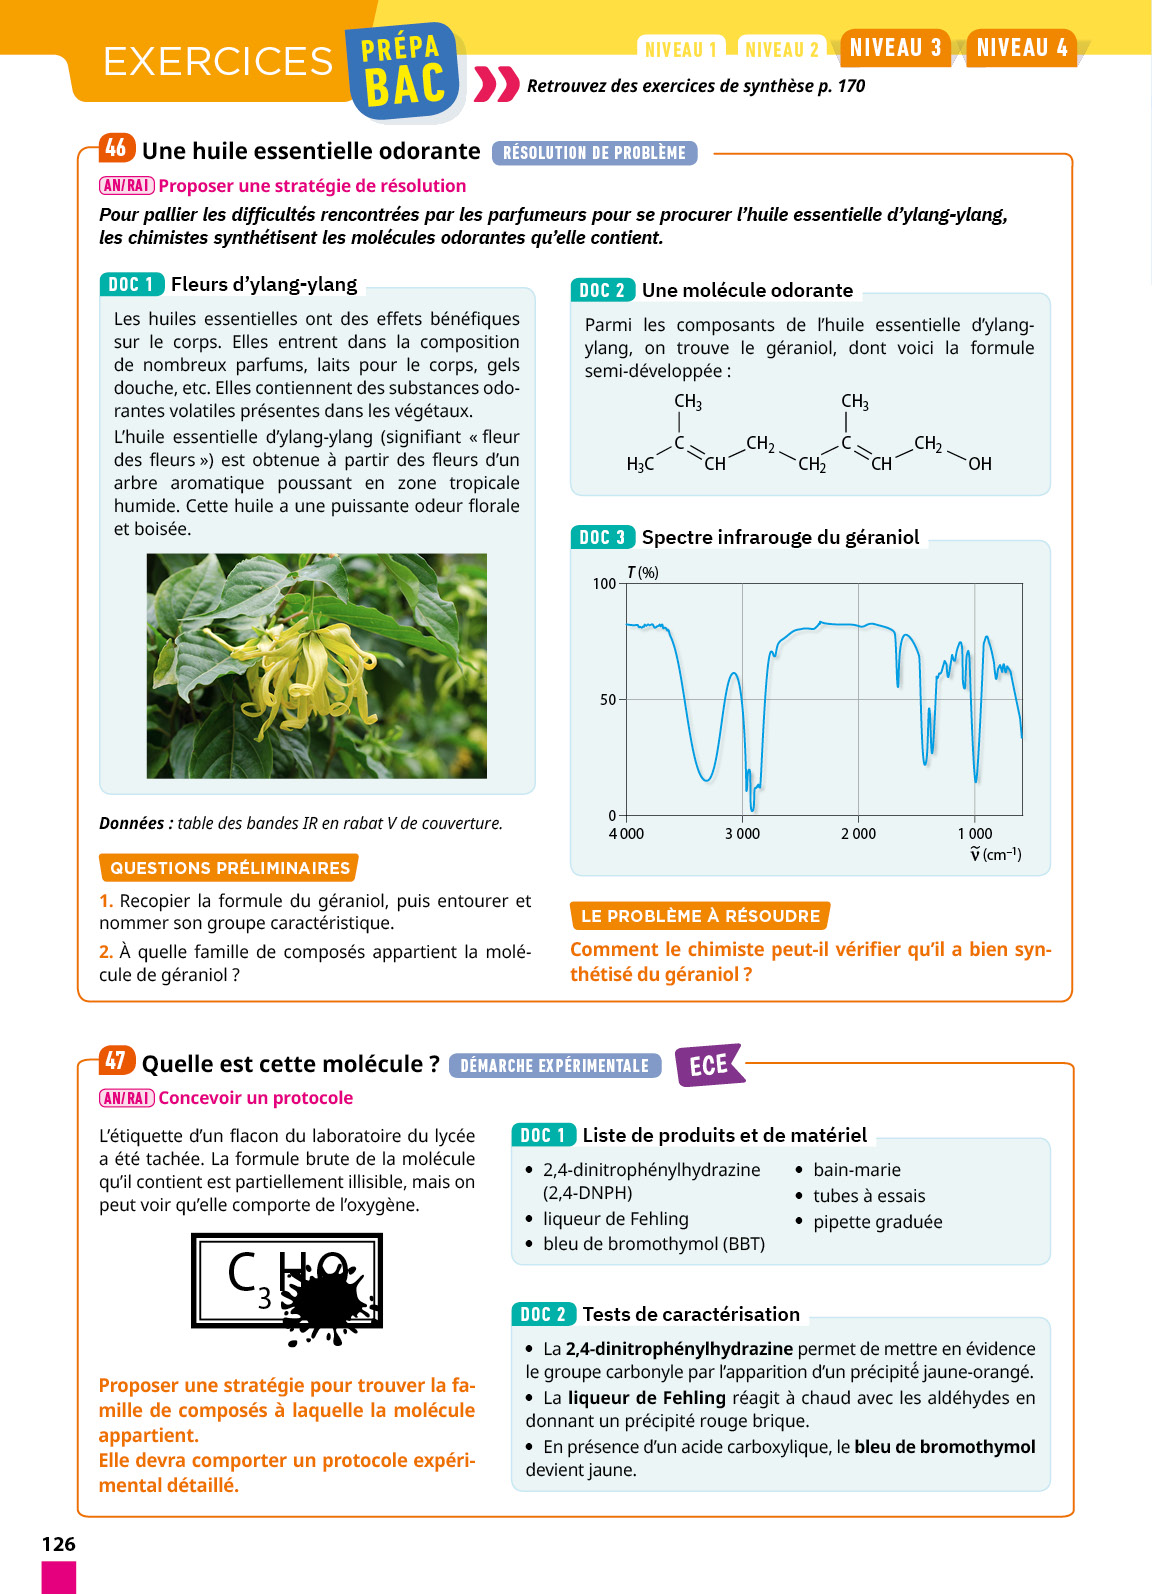 EXERCICES
PRÉPA
BAC
NIVEAU 1
NIVEAU 2
NIVEAU 3
NIVEAU 4
Retrouvez des exercices de synthèse p. 170
46 Une huile essentielle odorante RÉSOLUTION DE PROBLÈME
AN/RAI Proposer une stratégie de résolution
Pour pallier les difficultés rencontrées par les parfumeurs pour se procurer l’huile essentielle d’ylang-ylang,
les chimistes synthétisent les molécules odorantes qu’elle contient.
DOC 1 Fleurs d’ylang-ylang
Les huiles essentielles ont des effets bénéfiques
sur le corps. Elles entrent dans la composition
de nombreux parfums, laits pour le corps, gels
douche, etc. Elles contiennent des substances odo-
rantes volatiles présentes dans les végétaux.
L’huile essentielle d’ylang-ylang (signifiant « fleur
des fleurs ») est obtenue à partir des fleurs d’un
arbre aromatique poussant en zone tropicale
humide. Cette huile a une puissante odeur florale
et boisée.
Données : table des bandes IR en rabat V de couverture.
QUESTIONS PRÉLIMINAIRES
1. Recopier la formule du géraniol, puis entourer et
nommer son groupe caractéristique.
2. À quelle famille de composés appartient la molé-
cule de géraniol ?
DOC 2 Une molécule odorante
Parmi les composants de l’huile essentielle d’ylang-
ylang, on trouve le géraniol, dont voici la formule
semi-développée :
CH3 CH3
C CH2 C CH2
H3C CH CH2 CH OH
DOC 3 Spectre infrarouge du géraniol
T (%)
100
50
0
4 000 3 000 2 000 1 000
ṽ (cm–1)
LE PROBLÈME À RÉSOUDRE
Comment le chimiste peut-il vérifier qu’il a bien syn-
thétisé du géraniol ?
47 Quelle est cette molécule ? DÉMARCHE EXPÉRIMENTALE ECE
AN/RAI Concevoir un protocole
L’étiquette d’un flacon du laboratoire du lycée
a été tachée. La formule brute de la molécule
qu’il contient est partiellement illisible, mais on
peut voir qu’elle comporte de l’oxygène.
C3HO
Proposer une stratégie pour trouver la fa-
mille de composés à laquelle la molécule
appartient.
Elle devra comporter un protocole expéri-
mental détaillé.
DOC 1 Liste de produits et de matériel
• 2,4-dinitrophénylhydrazine
(2,4-DNPH)
• liqueur de Fehling
• bleu de bromothymol (BBT)
• bain-marie
• tubes à essais
• pipette graduée
DOC 2 Tests de caractérisation
• La 2,4-dinitrophénylhydrazine permet de mettre en évidence
le groupe carbonyle par l’apparition d’un précipité jaune-orangé.
• La liqueur de Fehling réagit à chaud avec les aldéhydes en
donnant un précipité rouge brique.
• En présence d’un acide carboxylique, le bleu de bromothymol
devient jaune.
126